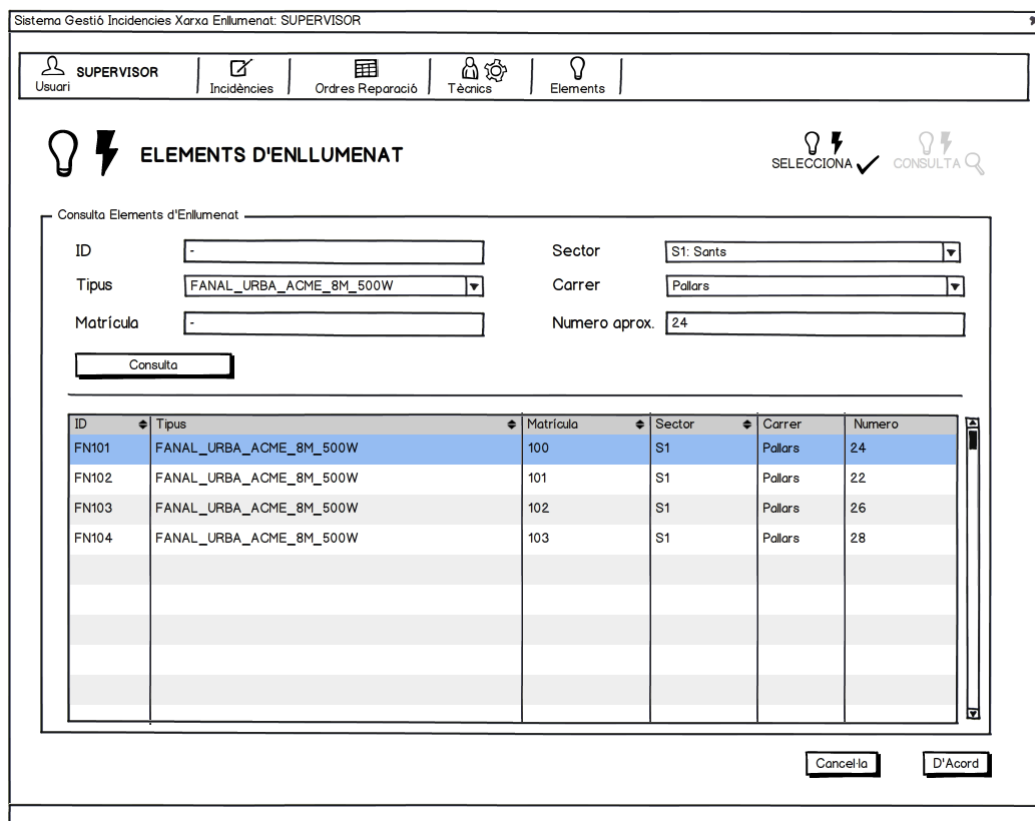 Sistema Gestió Incidencies Xarxa Enllumenat: SUPERVISOR
SUPERVISOR
Usuari
Incidències
Ordres Reparació
Tècnics
Elements
ELEMENTS D'ENLLUMENAT
SELECCIONA
CONSULTA
Consulta Elements d'Enllumenat
ID -
Sector S1: Sants
Tipus FANAL_URBA_ACME_8M_500W
Carrer Pallars
Matrícula -
Numero aprox. 24
Consulta
ID Tipus Matrícula Sector Carrer Numero
FN101 FANAL_URBA_ACME_8M_500W 100 S1 Pallars 24
FN102 FANAL_URBA_ACME_8M_500W 101 S1 Pallars 22
FN103 FANAL_URBA_ACME_8M_500W 102 S1 Pallars 26
FN104 FANAL_URBA_ACME_8M_500W 103 S1 Pallars 28
Cancel·la D'Acord